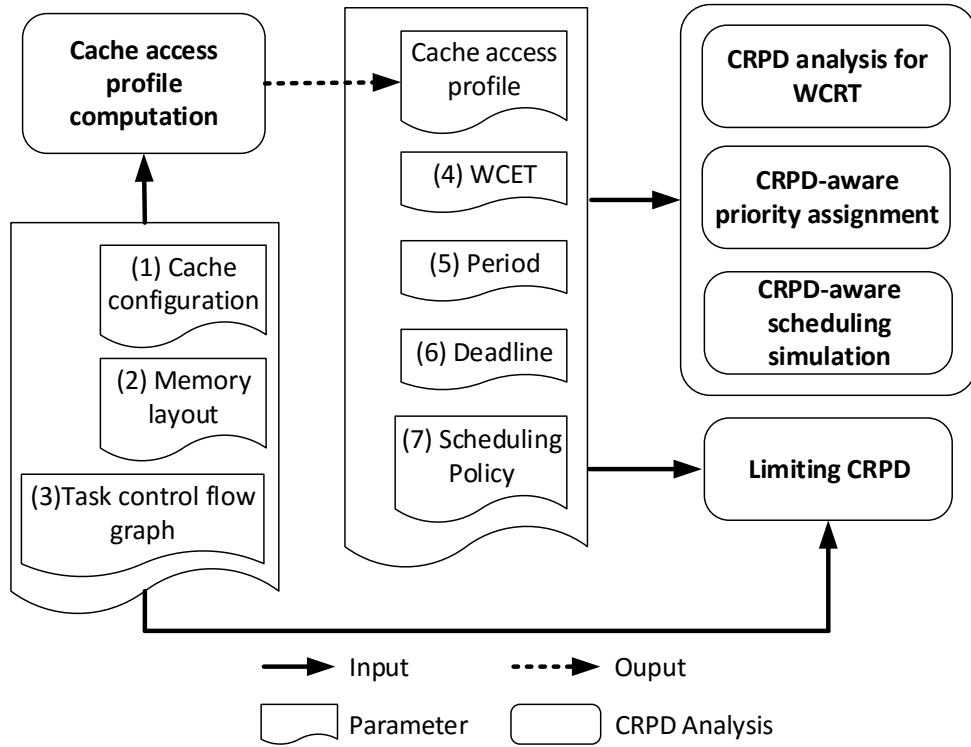 Cache access
profile
computation
(1) Cache
configuration
(2) Memory
layout
(3)Task control flow
graph
Cache access
profile
(4) WCET
(5) Period
(6) Deadline
(7) Scheduling
Policy
CRPD analysis for
WCRT
CRPD-aware
priority assignment
CRPD-aware
scheduling
simulation
Limiting CRPD
Input
Ouput
Parameter
CRPD Analysis